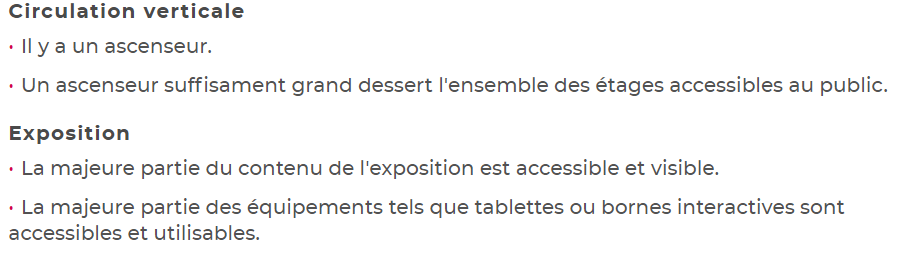 Circulation verticale
• Il y a un ascenseur.
• Un ascenseur suffisament grand dessert l'ensemble des étages accessibles au public.
Exposition
• La majeure partie du contenu de l'exposition est accessible et visible.
• La majeure partie des équipements tels que tablettes ou bornes interactives sont
accessibles et utilisables.